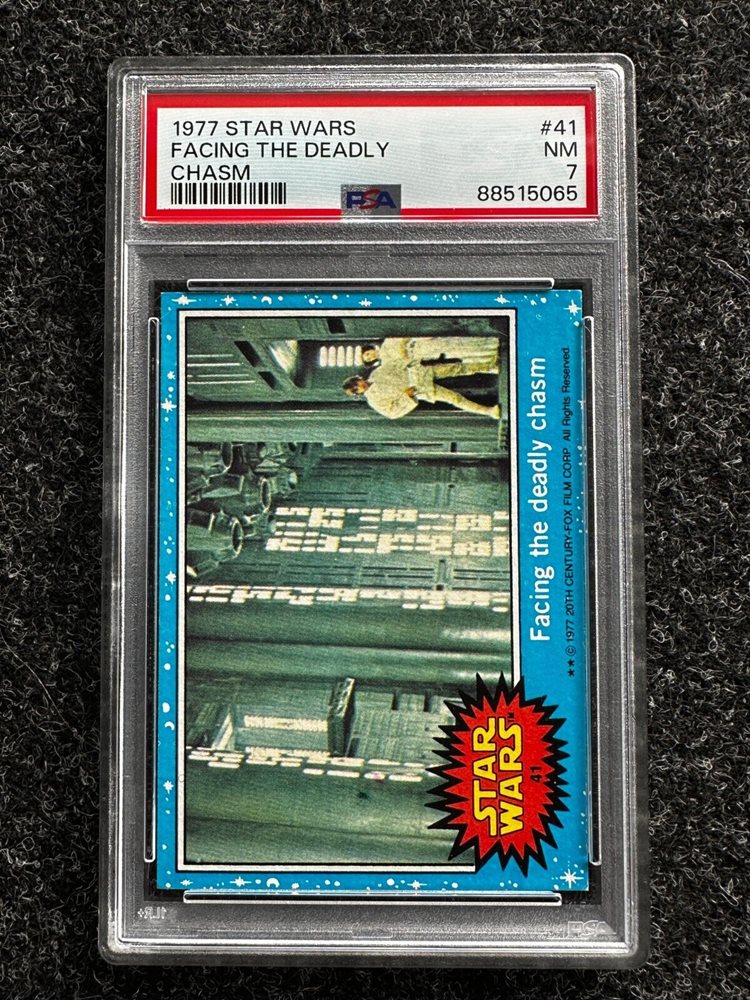 1977 STAR WARS #41
FACING THE DEADLY NM
CHASM 7
PSA 88515065
Facing the deadly chasm
★★ © 1977 20TH CENTURY-FOX FILM CORP. All Rights Reserved
STAR
WARS™
41